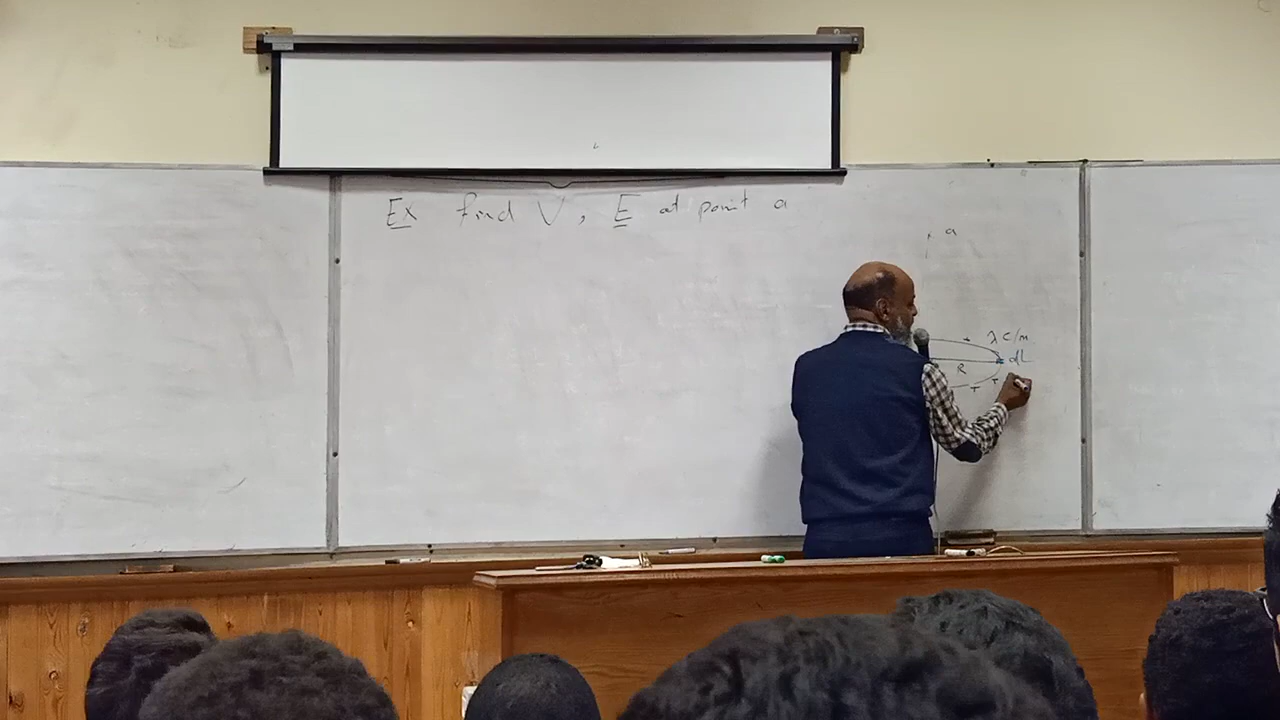 Ex find V, E at point a
a
λ C/m
dl
R